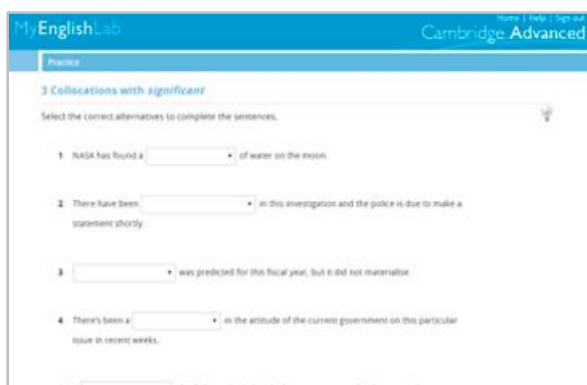 Home | Help | Sign out
MyEnglishLab
Cambridge Advanced
Practice
3 Collocations with significant
Select the correct alternatives to complete the sentences.
1 NASA has found a of water on the moon.
2 There have been in this investigation and the police is due to make a
statement shortly.
3 was predicted for this fiscal year, but it did not materialise.
4 There's been a in the attitude of the current government on this particular
issue in recent weeks.